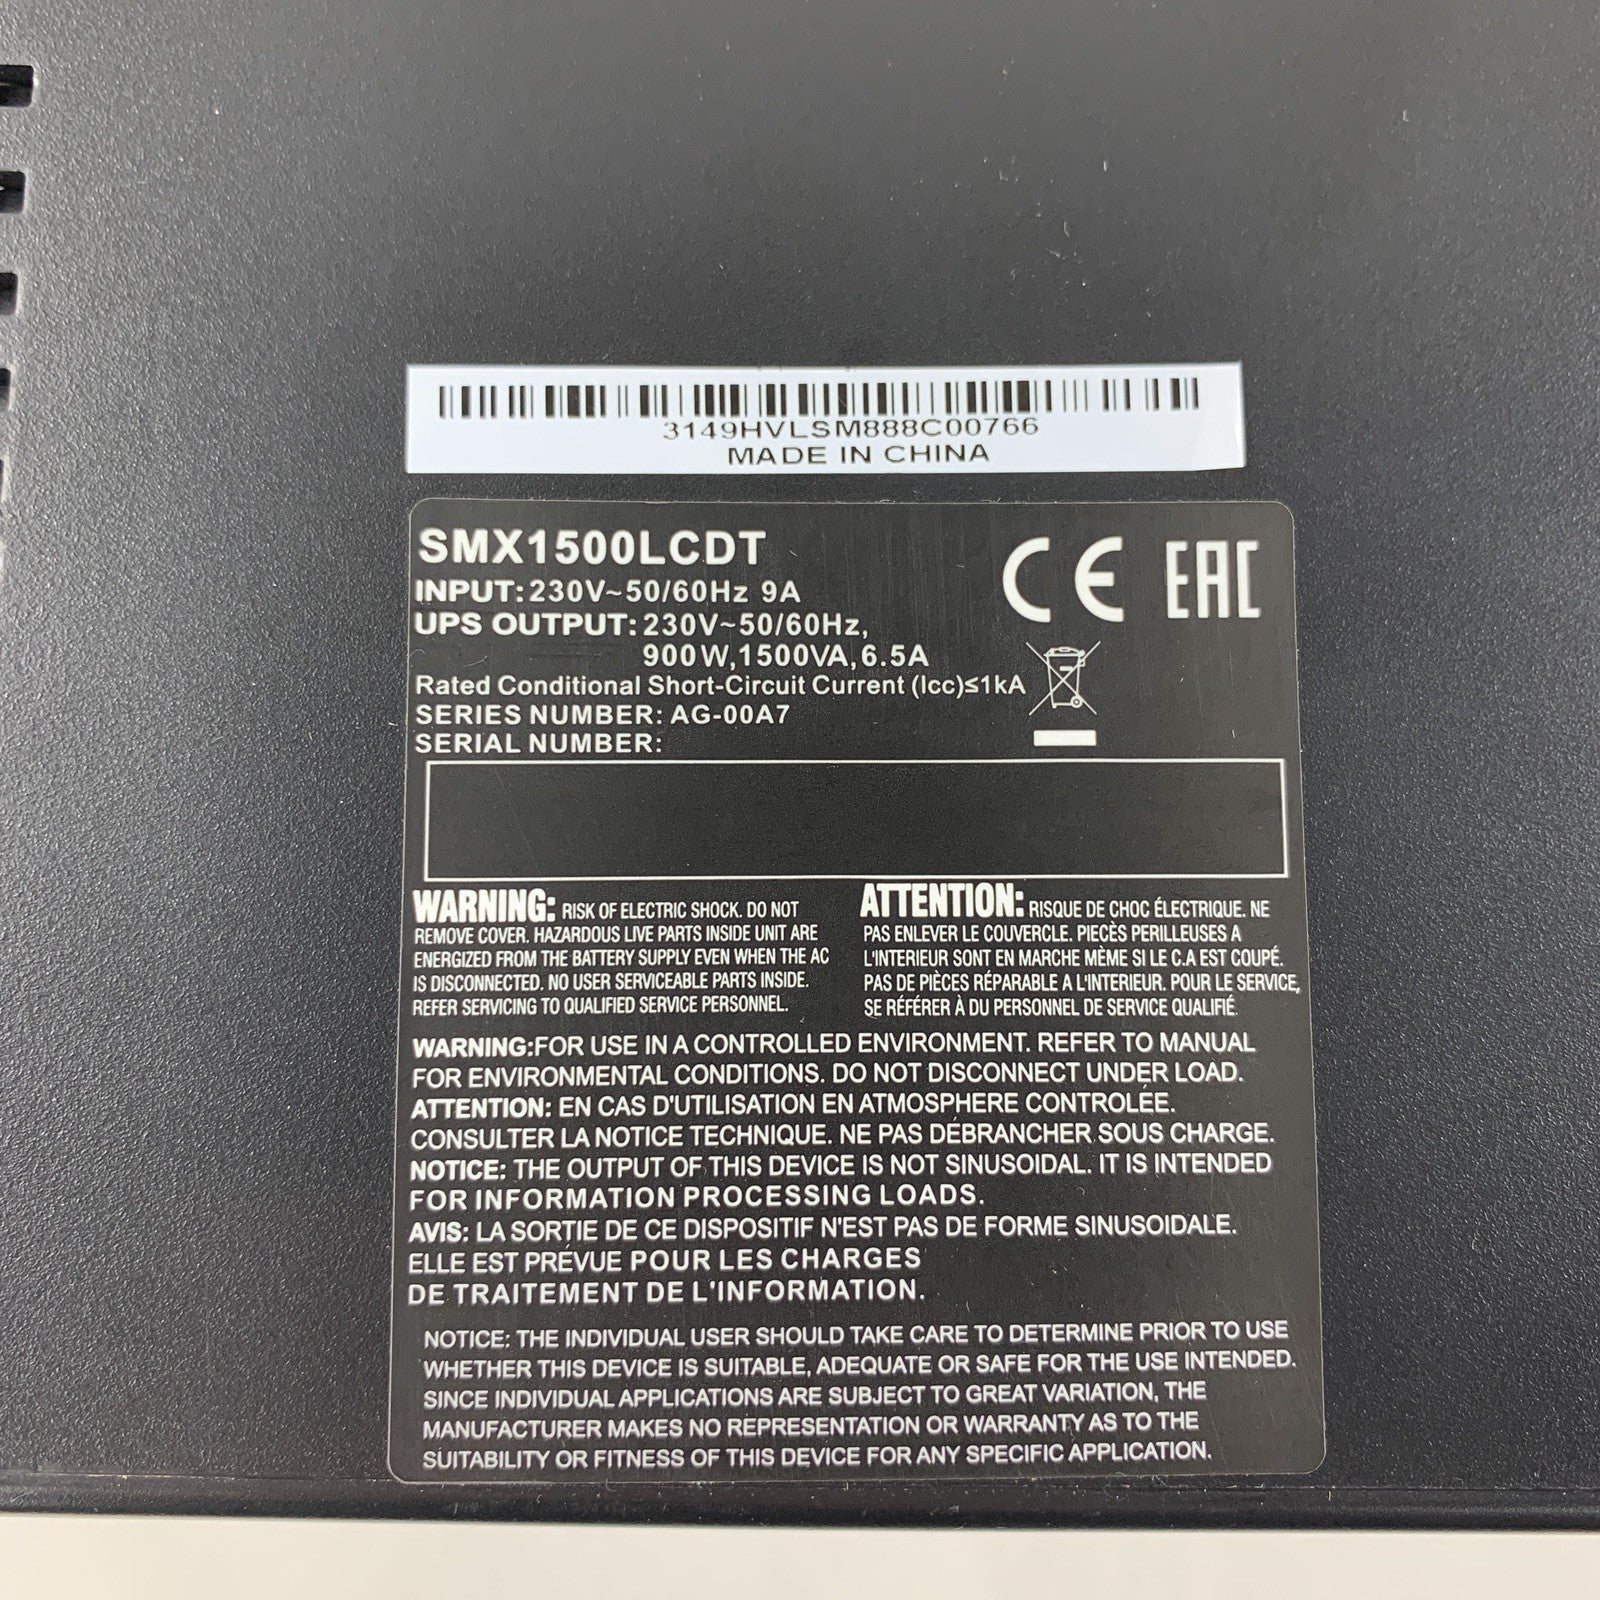 3149HVLSM888C00766
MADE IN CHINA
SMX1500LCDT
CE EAC
INPUT: 230V~50/60Hz 9A
UPS OUTPUT: 230V~50/60Hz,
900W,1500VA,6.5A
Rated Conditional Short-Circuit Current (Icc)≤1kA
SERIES NUMBER: AG-00A7
SERIAL NUMBER:
WARNING: RISK OF ELECTRIC SHOCK. DO NOT
REMOVE COVER. HAZARDOUS LIVE PARTS INSIDE UNIT ARE
ENERGIZED FROM THE BATTERY SUPPLY EVEN WHEN THE AC
IS DISCONNECTED. NO USER SERVICEABLE PARTS INSIDE.
REFER SERVICING TO QUALIFIED SERVICE PERSONNEL.
ATTENTION: RISQUE DE CHOC ÉLECTRIQUE. NE
PAS ENLEVER LE COUVERCLE. PIECÈS PERILLEUSES A
L'INTERIEUR SONT EN MARCHE MÊME SI LE C.A EST COUPÉ.
PAS DE PIÈCES RÉPARABLE A L'INTERIEUR. POUR LE SERVICE,
SE RÉFÉRER À DU PERSONNEL DE SERVICE QUALIFIÉ.
WARNING:FOR USE IN A CONTROLLED ENVIRONMENT. REFER TO MANUAL
FOR ENVIRONMENTAL CONDITIONS. DO NOT DISCONNECT UNDER LOAD.
ATTENTION: EN CAS D'UTILISATION EN ATMOSPHERE CONTROLÉE.
CONSULTER LA NOTICE TECHNIQUE. NE PAS DÉBRANCHER SOUS CHARGE.
NOTICE: THE OUTPUT OF THIS DEVICE IS NOT SINUSOIDAL. IT IS INTENDED
FOR INFORMATION PROCESSING LOADS.
AVIS: LA SORTIE DE CE DISPOSITIF N'EST PAS DE FORME SINUSOIDALE.
ELLE EST PRÉVUE POUR LES CHARGES
DE TRAITEMENT DE L'INFORMATION.
NOTICE: THE INDIVIDUAL USER SHOULD TAKE CARE TO DETERMINE PRIOR TO USE
WHETHER THIS DEVICE IS SUITABLE, ADEQUATE OR SAFE FOR THE USE INTENDED.
SINCE INDIVIDUAL APPLICATIONS ARE SUBJECT TO GREAT VARIATION, THE
MANUFACTURER MAKES NO REPRESENTATION OR WARRANTY AS TO THE
SUITABILITY OR FITNESS OF THIS DEVICE FOR ANY SPECIFIC APPLICATION.